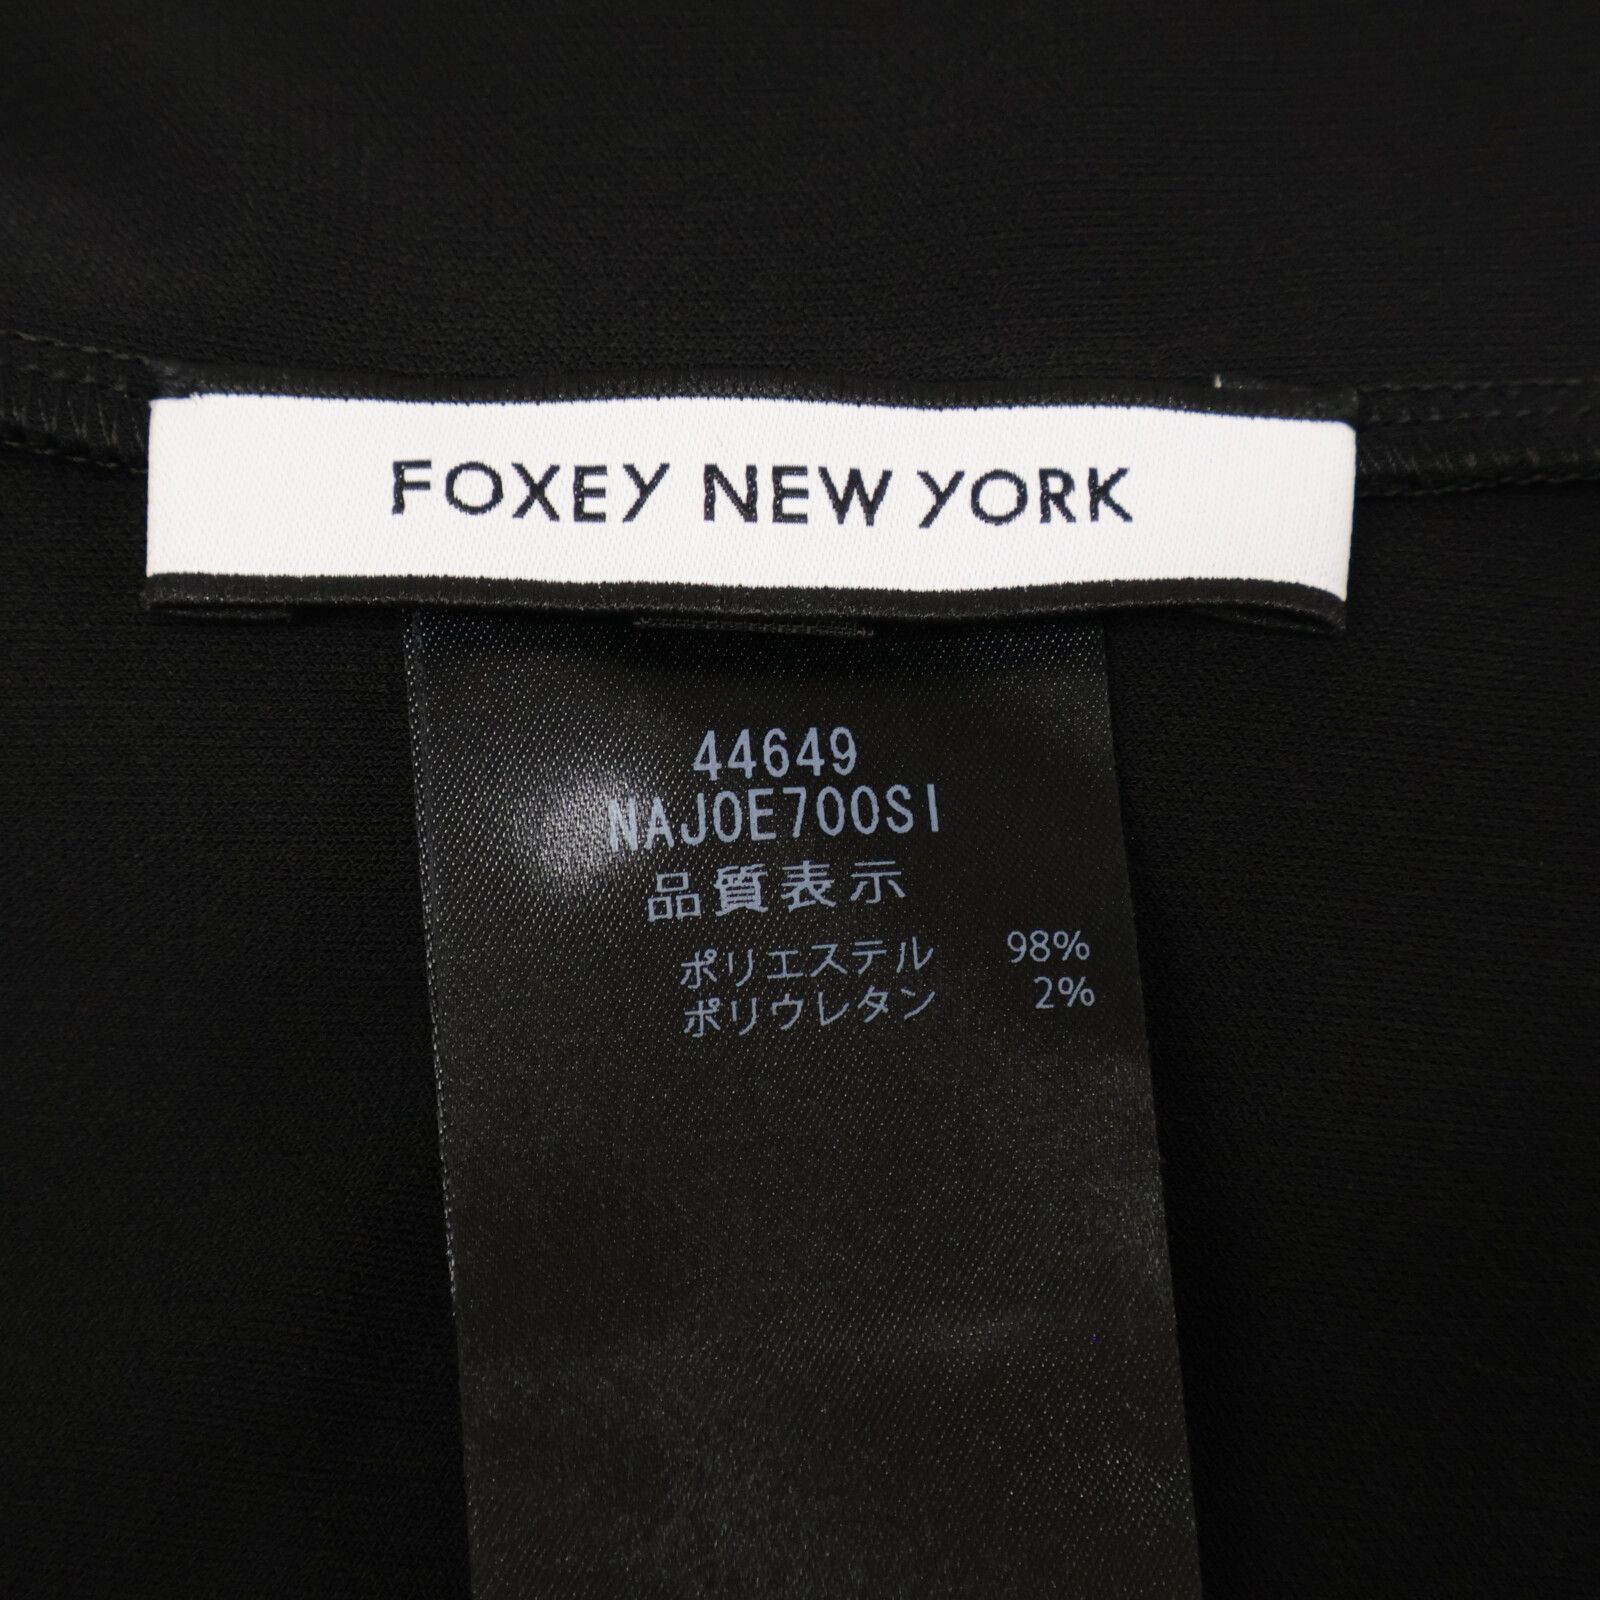 FOXEY NEW YORK
44649
NAJOE700SI
品質表示
ポリエステル 98%
ポリウレタン 2%